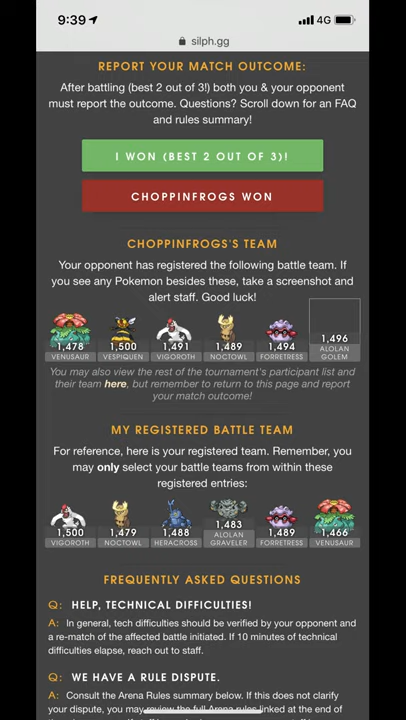 9:39
4G
silph.gg
REPORT YOUR MATCH OUTCOME:
After battling (best 2 out of 3!) both you & your opponent
must report the outcome. Questions? Scroll down for an FAQ
and rules summary!
I WON (BEST 2 OUT OF 3)!
CHOPPINFROGS WON
CHOPPINFROGS'S TEAM
Your opponent has registered the following battle team. If
you see any Pokemon besides these, take a screenshot and
alert staff. Good luck!
1,478 1,500 1,491 1,489 1,494 1,496
VENUSAUR VESPIQUEN VIGOROTH NOCTOWL FORRETRESS ALOLAN
GOLEM
You may also view the rest of the tournament's participant list and
their team here, but remember to return to this page and report
your match outcome!
MY REGISTERED BATTLE TEAM
For reference, here is your registered team. Remember, you
may only select your battle teams from within these
registered entries:
1,500 1,479 1,488 1,483 1,489 1,466
VIGOROTH NOCTOWL HERACROSS ALOLAN GRAVELER FORRETRESS VENUSAUR
FREQUENTLY ASKED QUESTIONS
Q: HELP, TECHNICAL DIFFICULTIES!
A: In general, tech difficulties should be verified by your opponent and
a re-match of the affected battle initiated. If 10 minutes of technical
difficulties elapse, reach out to staff.
Q: WE HAVE A RULE DISPUTE.
A: Consult the Arena Rules summary below. If this does not clarify
your dispute, you may review the full Arena rules linked at the end of